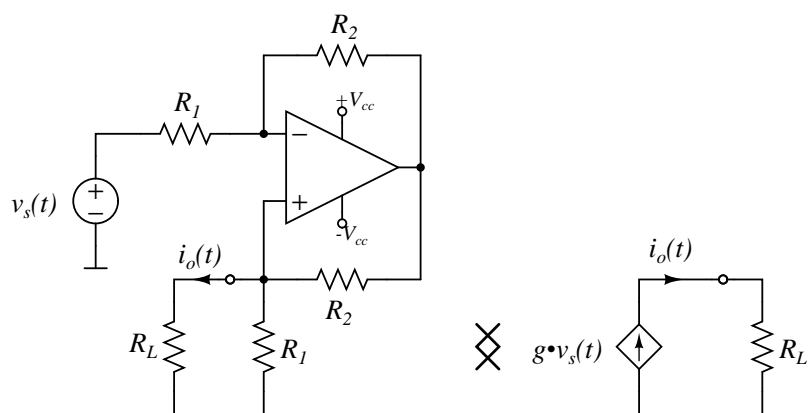 R2
R1
+Vcc
−
+
vs(t)
+
−
-Vcc
io(t)
R2
RL
R1
io(t)
g•vs(t)
RL